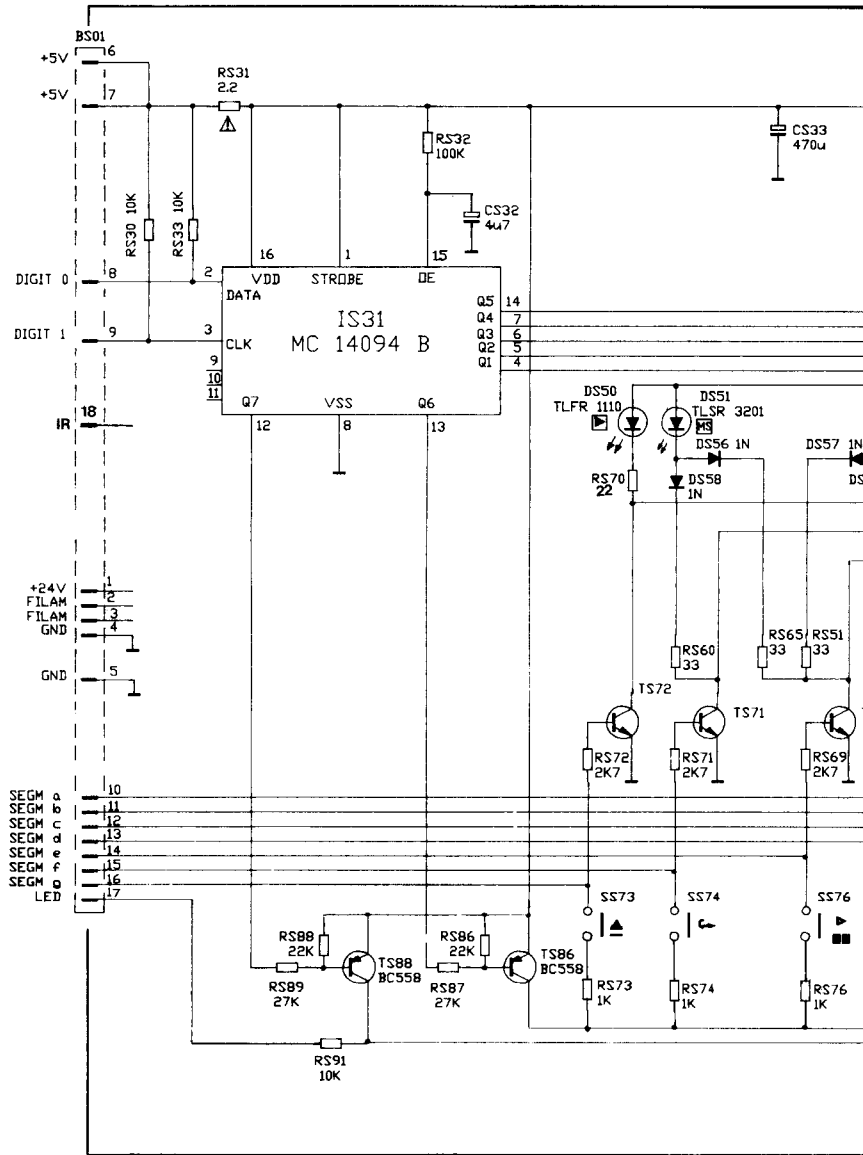 BS01
+5V 6
+5V 7
RS31
2.2
RS32
100K
CS33
470u
RS30 10K
RS33 10K
CS32
4u7
16 1 15
DIGIT 0 8 2
VDD STROBE OE
DATA
DIGIT 1 9 3
CLK
IS31
MC 14094 B
Q5 14
Q4 7
Q3 6
Q2 5
Q1 4
9
10
11
Q7 VSS Q6
12 8 13
IR 18
DS50
TLFR 1110
DS51
TLSR 3201
MS
DS56 1N
DS57 1N
DS58
1N
DS
RS70
22
+24V 1
FILAM 2
FILAM 3
GND 4
GND 5
RS60
33
RS65
33
RS51
33
TS72
TS71
RS72
2K7
RS71
2K7
RS69
2K7
SEGM a 10
SEGM b 11
SEGM c 12
SEGM d 13
SEGM e 14
SEGM f 15
SEGM g 16
LED 17
SS73
SS74
SS76
RS88
22K
RS86
22K
TS88
BC558
TS86
BC558
RS89
27K
RS87
27K
RS73
1K
RS74
1K
RS76
1K
RS91
10K